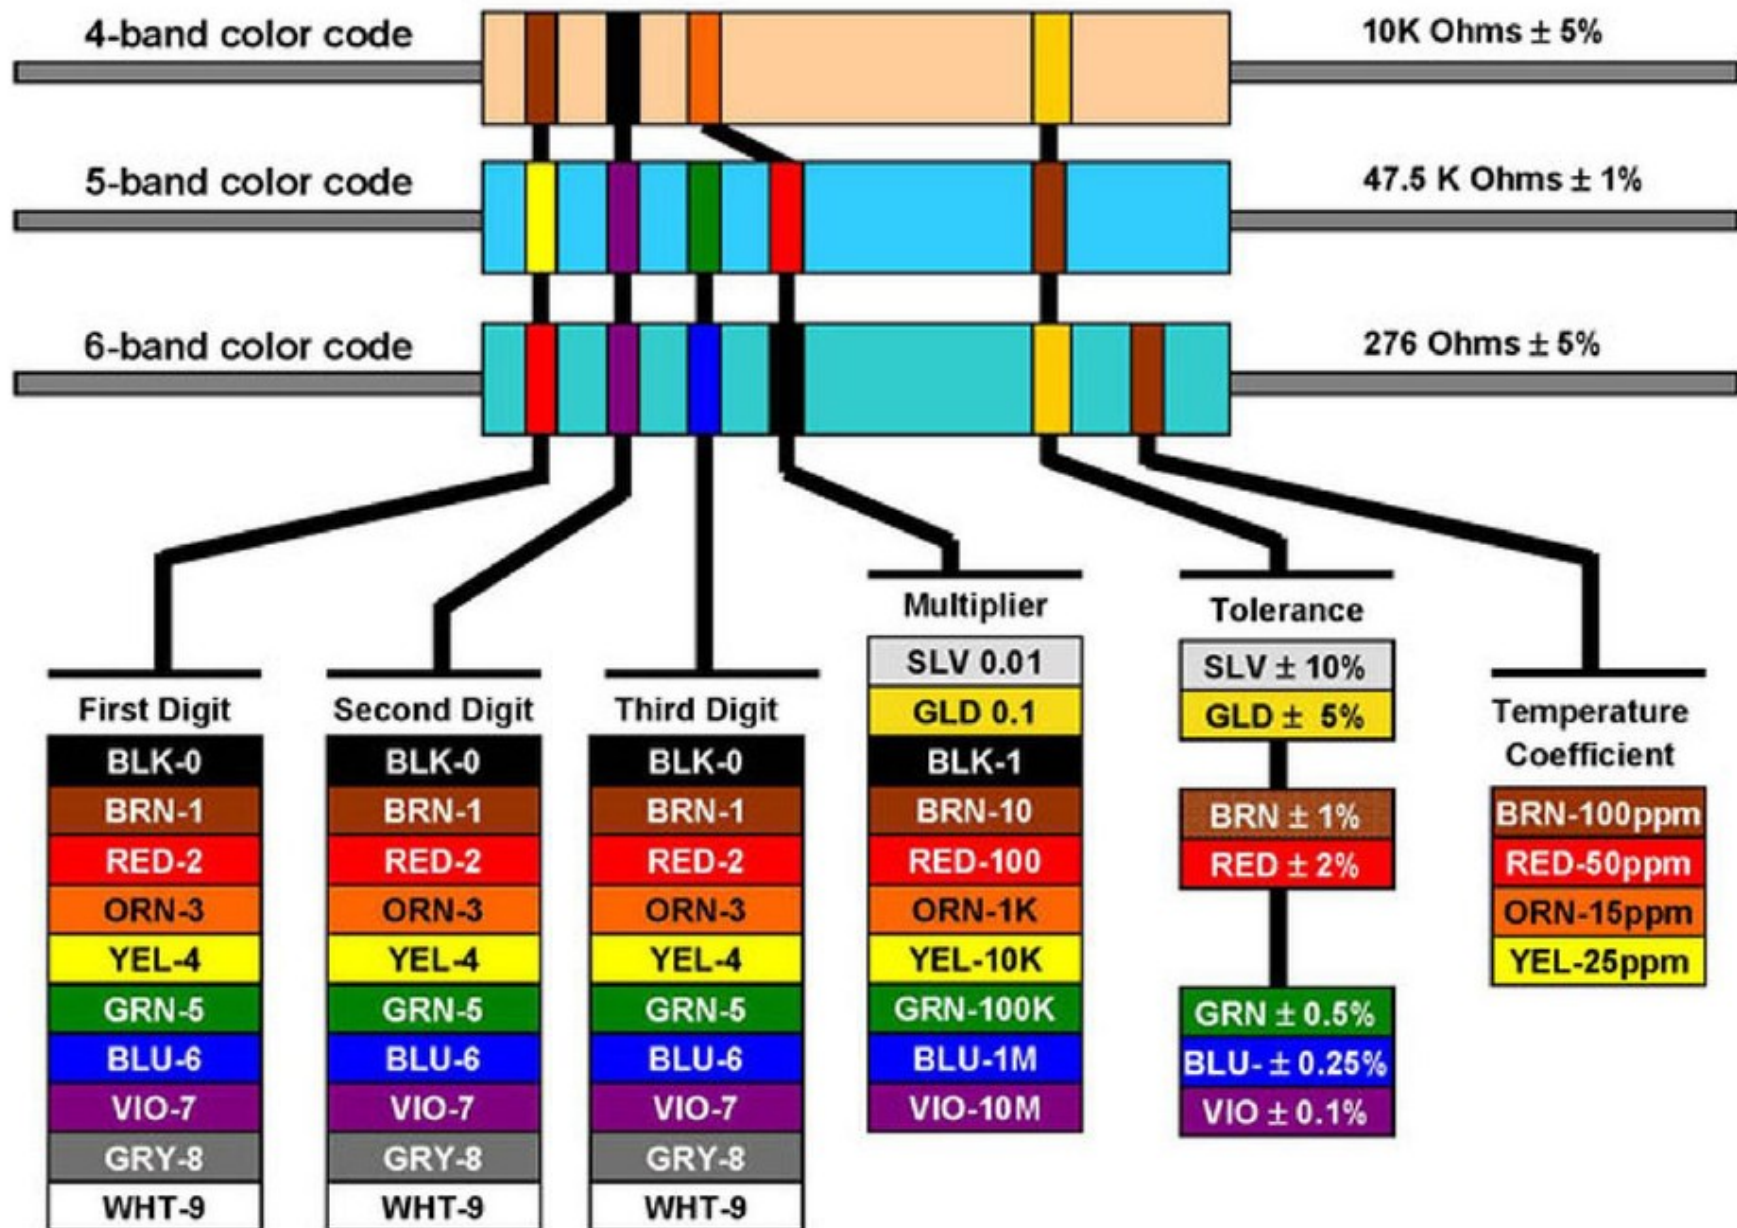 4-band color code
10K Ohms ± 5%
5-band color code
47.5 K Ohms ± 1%
6-band color code
276 Ohms ± 5%
First Digit
BLK-0
BRN-1
RED-2
ORN-3
YEL-4
GRN-5
BLU-6
VIO-7
GRY-8
WHT-9
Second Digit
BLK-0
BRN-1
RED-2
ORN-3
YEL-4
GRN-5
BLU-6
VIO-7
GRY-8
WHT-9
Third Digit
BLK-0
BRN-1
RED-2
ORN-3
YEL-4
GRN-5
BLU-6
VIO-7
GRY-8
WHT-9
Multiplier
SLV 0.01
GLD 0.1
BLK-1
BRN-10
RED-100
ORN-1K
YEL-10K
GRN-100K
BLU-1M
VIO-10M
Tolerance
SLV ± 10%
GLD ± 5%
BRN ± 1%
RED ± 2%
GRN ± 0.5%
BLU- ± 0.25%
VIO ± 0.1%
Temperature
Coefficient
BRN-100ppm
RED-50ppm
ORN-15ppm
YEL-25ppm